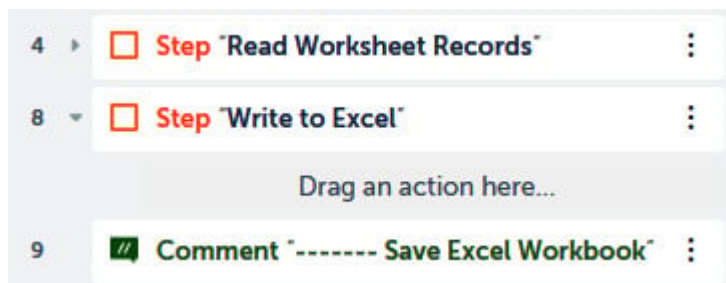 4 Step "Read Worksheet Records"
8 Step "Write to Excel"
Drag an action here...
9 // Comment "------- Save Excel Workbook"